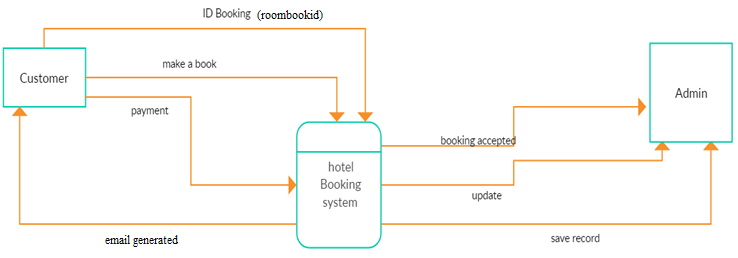 ID Booking (roombookid)
make a book
Customer
Admin
payment
booking accepted
hotel
Booking
system
update
email generated
save record